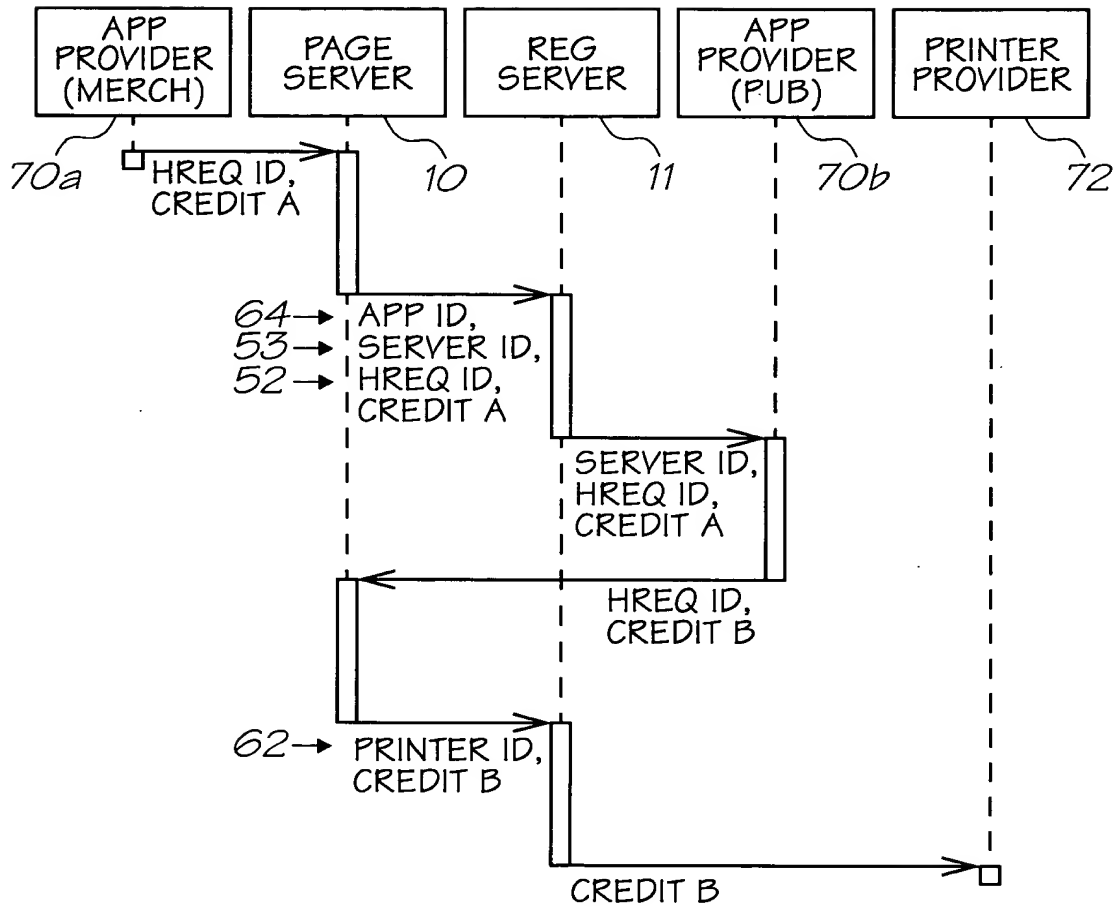 APP
PROVIDER
(MERCH)
PAGE
SERVER
REG
SERVER
APP
PROVIDER
(PUB)
PRINTER
PROVIDER
70a
10
11
70b
72
HREQ ID,
CREDIT A
64 APP ID,
53 SERVER ID,
52 HREQ ID,
CREDIT A
SERVER ID,
HREQ ID,
CREDIT A
HREQ ID,
CREDIT B
62 PRINTER ID,
CREDIT B
CREDIT B